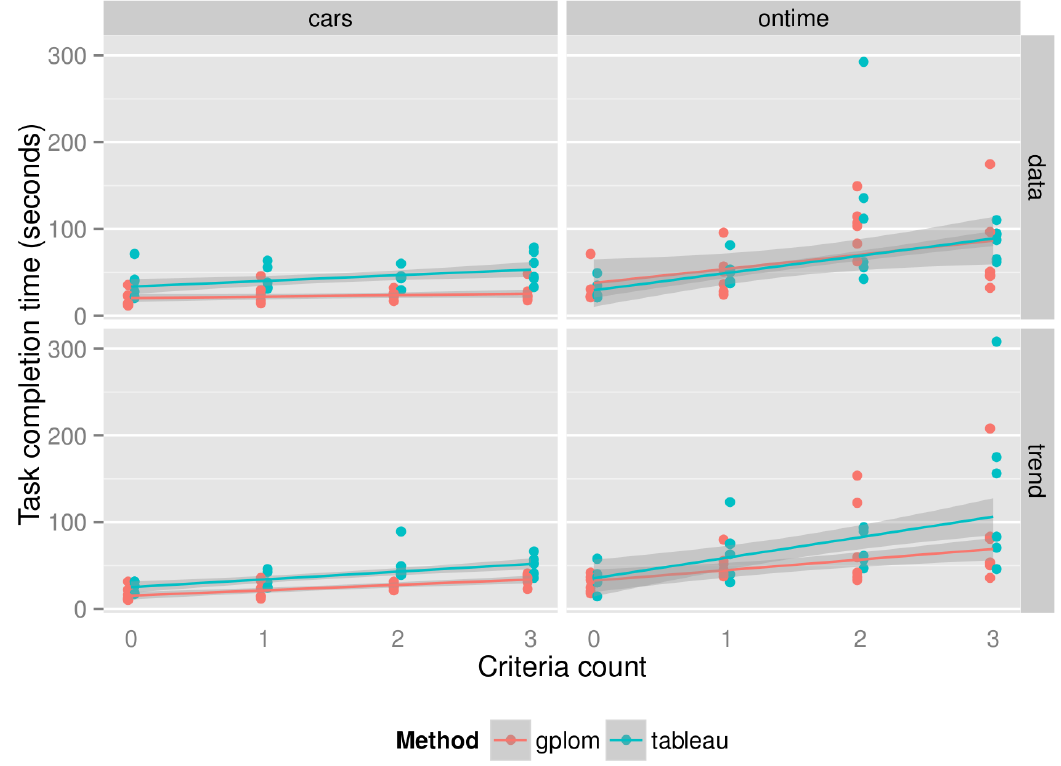 cars ontime
Task completion time (seconds)
300
200
100
0
data
300
200
100
0
trend
0 1 2 3 0 1 2 3
Criteria count
Method gplom tableau